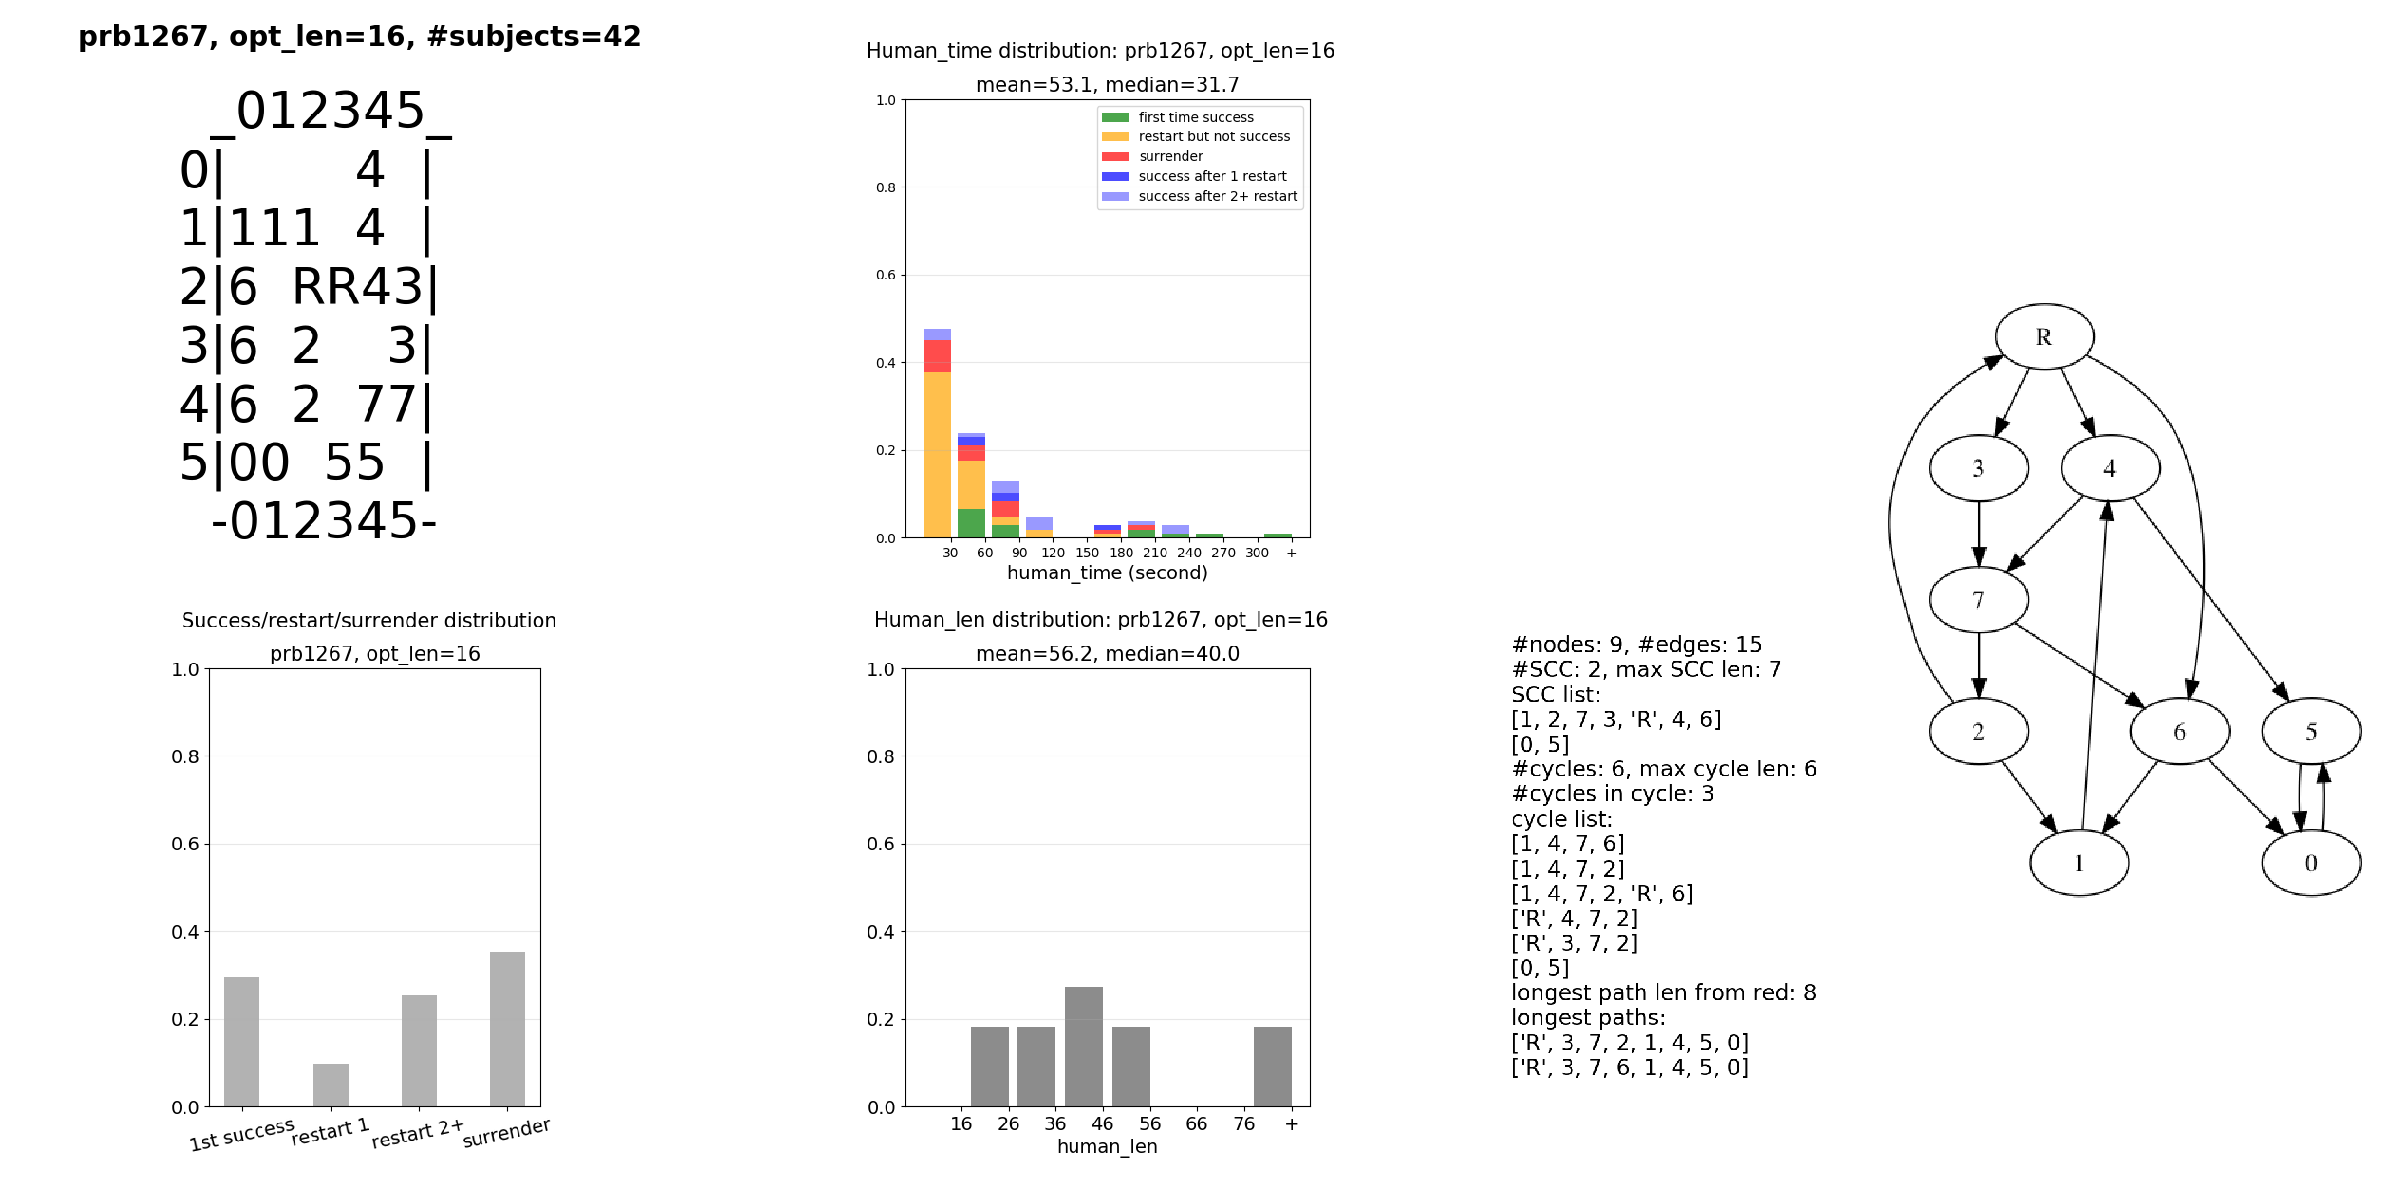 prb1267, opt_len=16, #subjects=42
_012345_
0|    4 |
1|111 4 |
2|6 RR43|
3|6 2  3|
4|6 2 77|
5|00 55 |
-012345-
Human_time distribution: prb1267, opt_len=16
mean=53.1, median=31.7
1.0
0.8
0.6
0.4
0.2
0.0
first time success
restart but not success
surrender
success after 1 restart
success after 2+ restart
30 60 90 120 150 180 210 240 270 300 +
human_time (second)
Success/restart/surrender distribution
prb1267, opt_len=16
1.0
0.8
0.6
0.4
0.2
0.0
1st success restart 1 restart 2+ surrender
Human_len distribution: prb1267, opt_len=16
mean=56.2, median=40.0
1.0
0.8
0.6
0.4
0.2
0.0
16 26 36 46 56 66 76 +
human_len
#nodes: 9, #edges: 15
#SCC: 2, max SCC len: 7
SCC list:
[1, 2, 7, 3, 'R', 4, 6]
[0, 5]
#cycles: 6, max cycle len: 6
#cycles in cycle: 3
cycle list:
[1, 4, 7, 6]
[1, 4, 7, 2]
[1, 4, 7, 2, 'R', 6]
['R', 4, 7, 2]
['R', 3, 7, 2]
[0, 5]
longest path len from red: 8
longest paths:
['R', 3, 7, 2, 1, 4, 5, 0]
['R', 3, 7, 6, 1, 4, 5, 0]
R
3 4
7
2 6 5
1 0